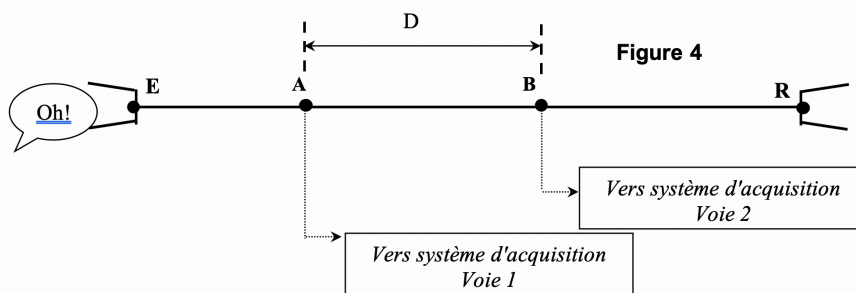 D
Figure 4
E
A
B
R
Oh!
Vers système d'acquisition
Voie 2
Vers système d'acquisition
Voie 1